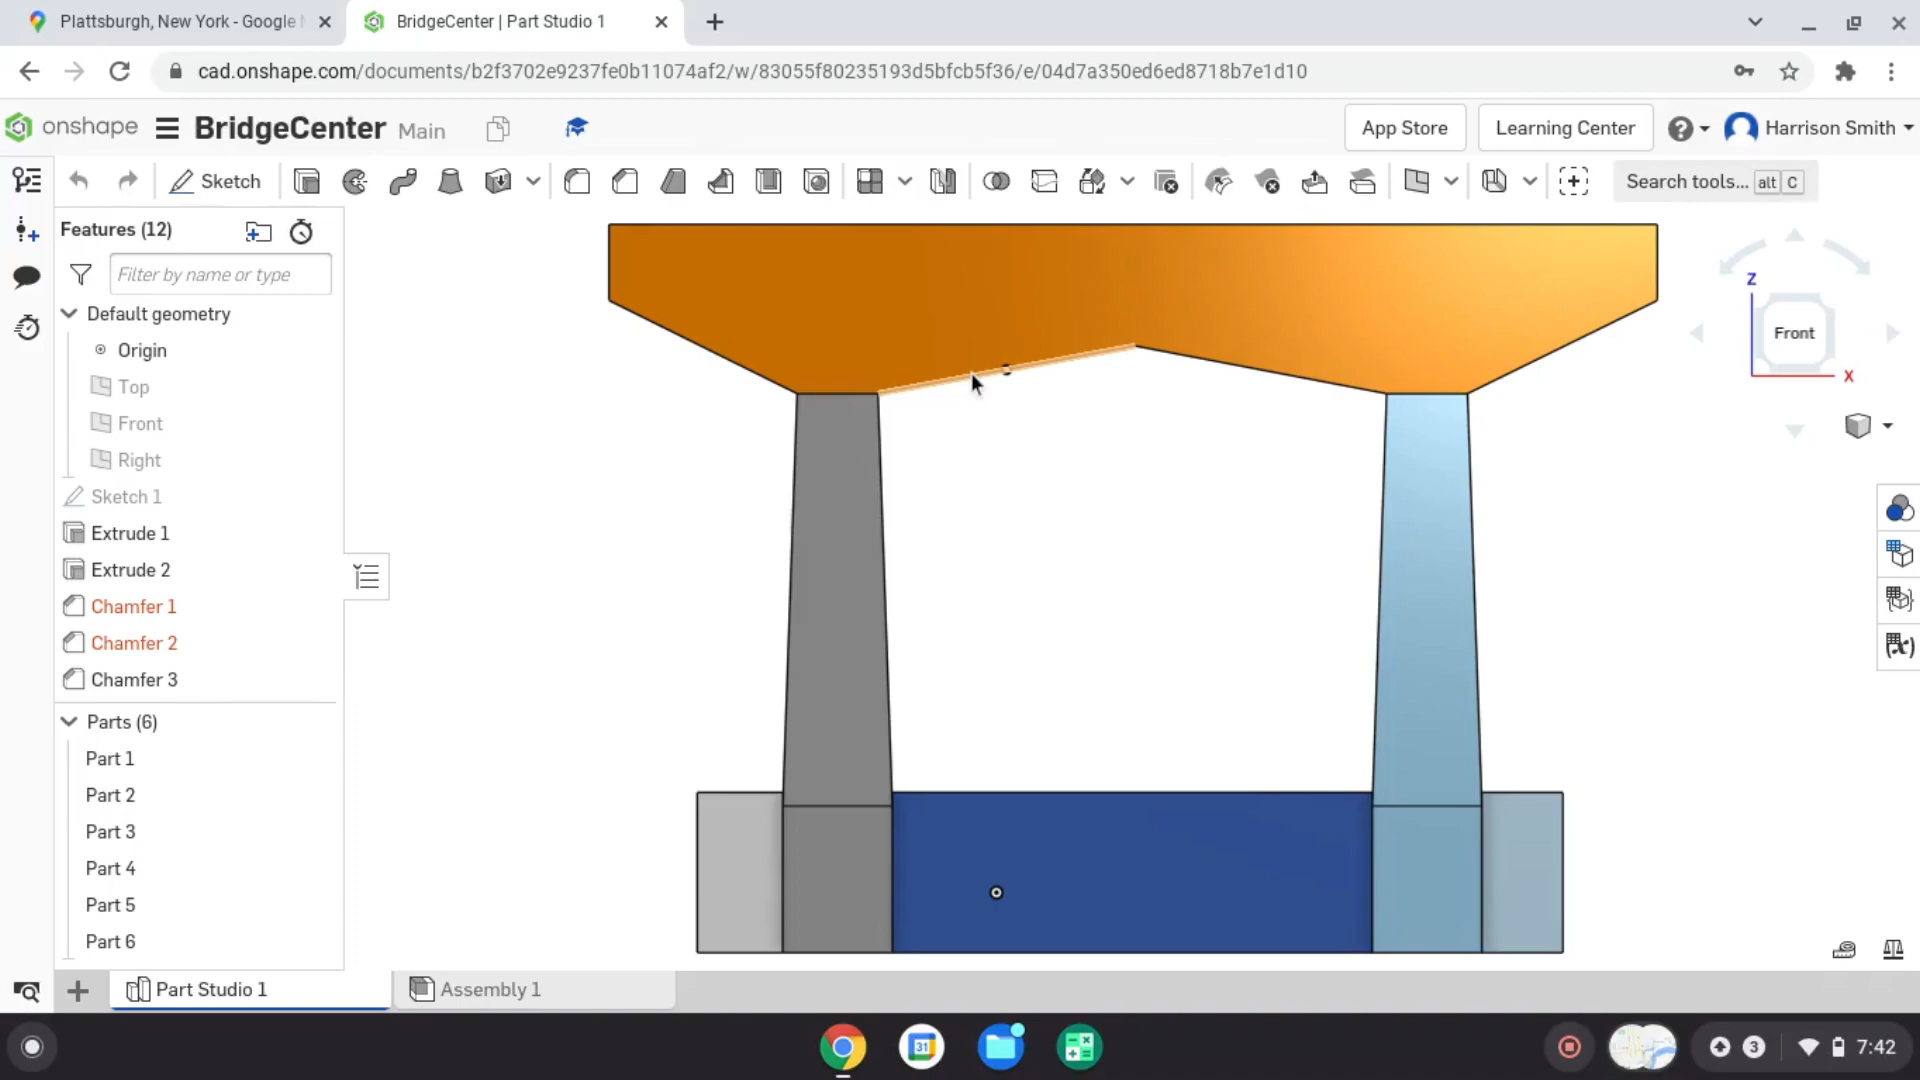 Plattsburgh, New York - Google
BridgeCenter | Part Studio 1
cad.onshape.com/documents/b2f3702e9237fe0b11074af2/w/83055f80235193d5bfcb5f36/e/04d7a350ed6ed8718b7e1d10
onshape BridgeCenter Main
App Store
Learning Center
Harrison Smith
Sketch
Search tools... alt C
Features (12)
Filter by name or type
Default geometry
Origin
Top
Front
Right
Sketch 1
Extrude 1
Extrude 2
Chamfer 1
Chamfer 2
Chamfer 3
Parts (6)
Part 1
Part 2
Part 3
Part 4
Part 5
Part 6
Z
Front
X
Part Studio 1
Assembly 1
31
3
7:42